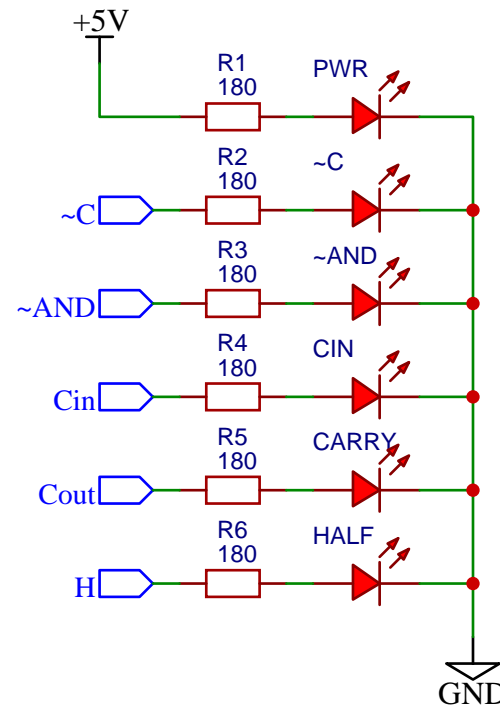 +5V
R1
180
PWR
~C
R2
180
~C
~AND
R3
180
~AND
Cin
R4
180
CIN
Cout
R5
180
CARRY
H
R6
180
HALF
GND